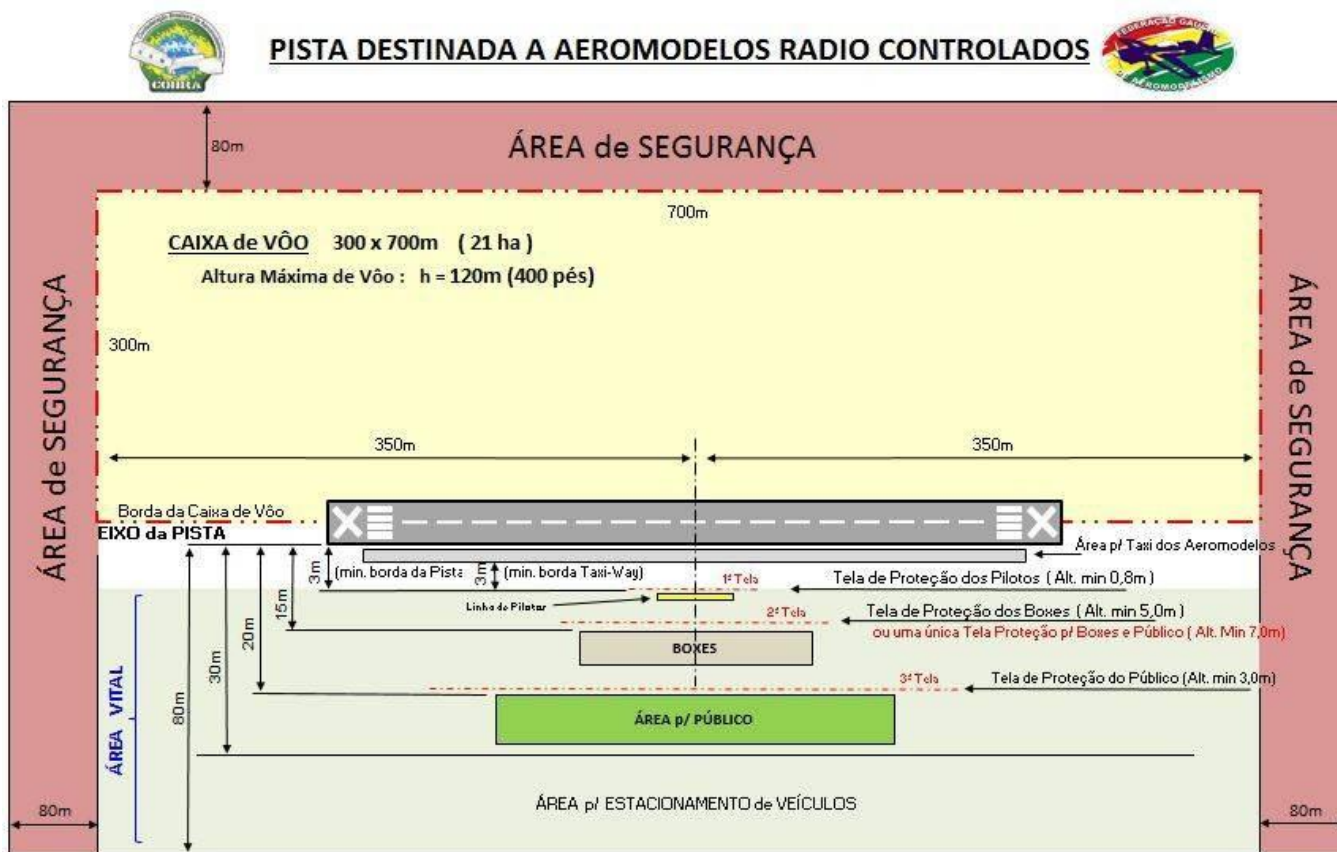 PISTA DESTINADA A AEROMODELOS RADIO CONTROLADOS
COBRA
FEDERAÇÃO GAÚCHA
DE AEROMODELISMO
80m
ÁREA de SEGURANÇA
700m
CAIXA de VÔO 300 x 700m ( 21 ha )
Altura Máxima de Vôo : h = 120m (400 pés)
ÁREA de SEGURANÇA
ÁREA de SEGURANÇA
300m
350m
350m
Borda da Caixa de Vôo
EIXO da PISTA
Área p/ Taxi dos Aeromodelos
3m
(min. borda da Pista
3m
(min. borda Taxi-Way)
1ª Tela
Tela de Proteção dos Pilotos ( Alt. min 0,8m)
Linha de Pilotos
15m
2ª Tela
Tela de Proteção dos Boxes ( Alt. min 5,0m)
ou uma única Tela Proteção p/ Boxes e Público ( Alt. Min 7,0m)
20m
BOXES
30m
3ª Tela
Tela de Proteção do Público (Alt. min 3,0m)
80m
ÁREA VITAL
ÁREA p/ PÚBLICO
ÁREA p/ ESTACIONAMENTO de VEÍCULOS
80m
80m